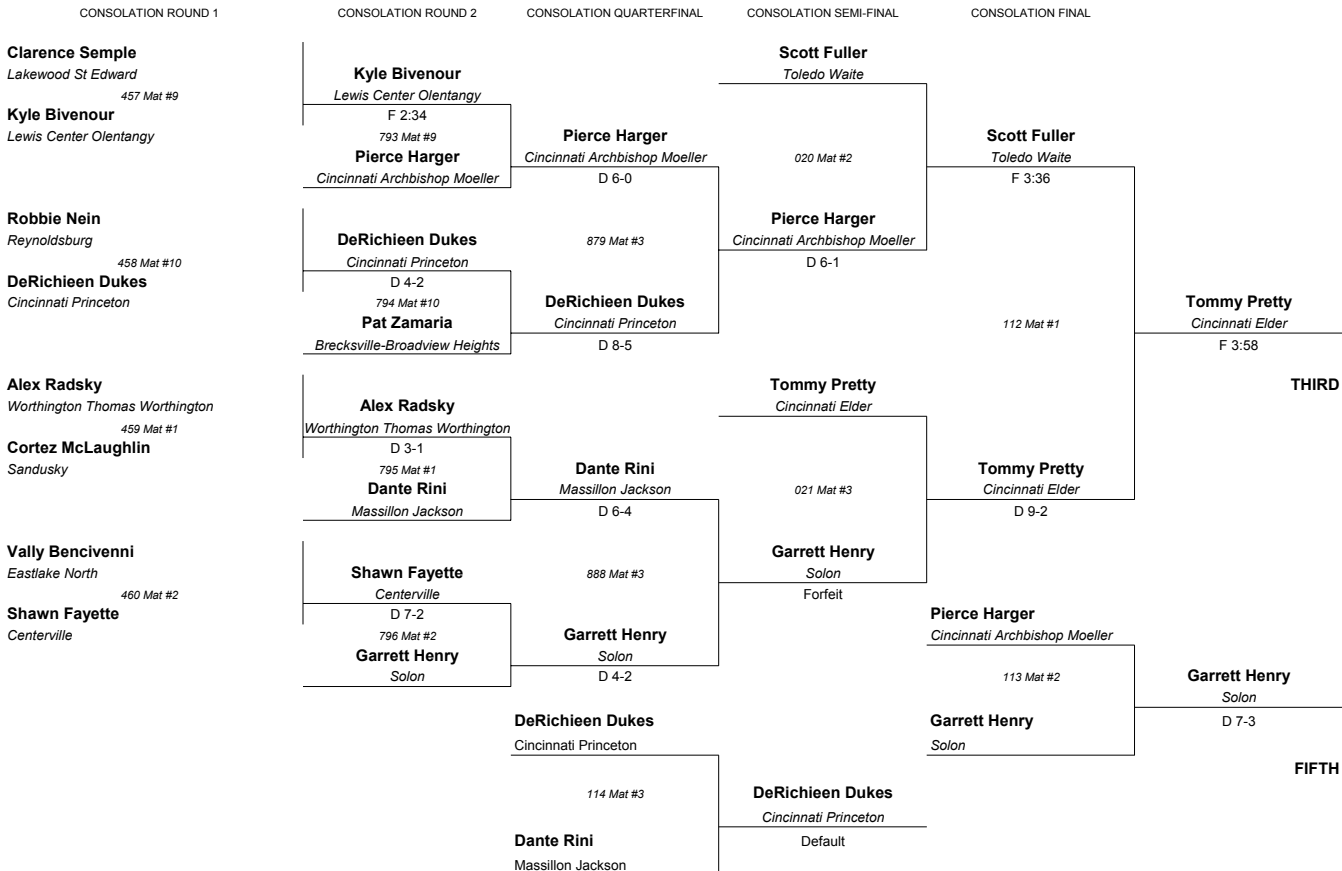 CONSOLATION ROUND 1
CONSOLATION ROUND 2
CONSOLATION QUARTERFINAL
CONSOLATION SEMI-FINAL
CONSOLATION FINAL
Clarence Semple
Lakewood St Edward
457 Mat #9
Kyle Bivenour
Lewis Center Olentangy
Robbie Nein
Reynoldsburg
458 Mat #10
DeRichieen Dukes
Cincinnati Princeton
Alex Radsky
Worthington Thomas Worthington
459 Mat #1
Cortez McLaughlin
Sandusky
Vally Bencivenni
Eastlake North
460 Mat #2
Shawn Fayette
Centerville
Kyle Bivenour
Lewis Center Olentangy
F 2:34
793 Mat #9
Pierce Harger
Cincinnati Archbishop Moeller
DeRichieen Dukes
Cincinnati Princeton
D 4-2
794 Mat #10
Pat Zamaria
Brecksville-Broadview Heights
Alex Radsky
Worthington Thomas Worthington
D 3-1
795 Mat #1
Dante Rini
Massillon Jackson
Shawn Fayette
Centerville
D 7-2
796 Mat #2
Garrett Henry
Solon
Pierce Harger
Cincinnati Archbishop Moeller
D 6-0
879 Mat #3
DeRichieen Dukes
Cincinnati Princeton
D 8-5
Dante Rini
Massillon Jackson
D 6-4
888 Mat #3
Garrett Henry
Solon
D 4-2
DeRichieen Dukes
Cincinnati Princeton
114 Mat #3
Dante Rini
Massillon Jackson
Scott Fuller
Toledo Waite
020 Mat #2
Pierce Harger
Cincinnati Archbishop Moeller
D 6-1
Tommy Pretty
Cincinnati Elder
021 Mat #3
Garrett Henry
Solon
Forfeit
DeRichieen Dukes
Cincinnati Princeton
Default
Scott Fuller
Toledo Waite
F 3:36
112 Mat #1
Tommy Pretty
Cincinnati Elder
D 9-2
Pierce Harger
Cincinnati Archbishop Moeller
113 Mat #2
Garrett Henry
Solon
Tommy Pretty
Cincinnati Elder
F 3:58
THIRD
Garrett Henry
Solon
D 7-3
FIFTH